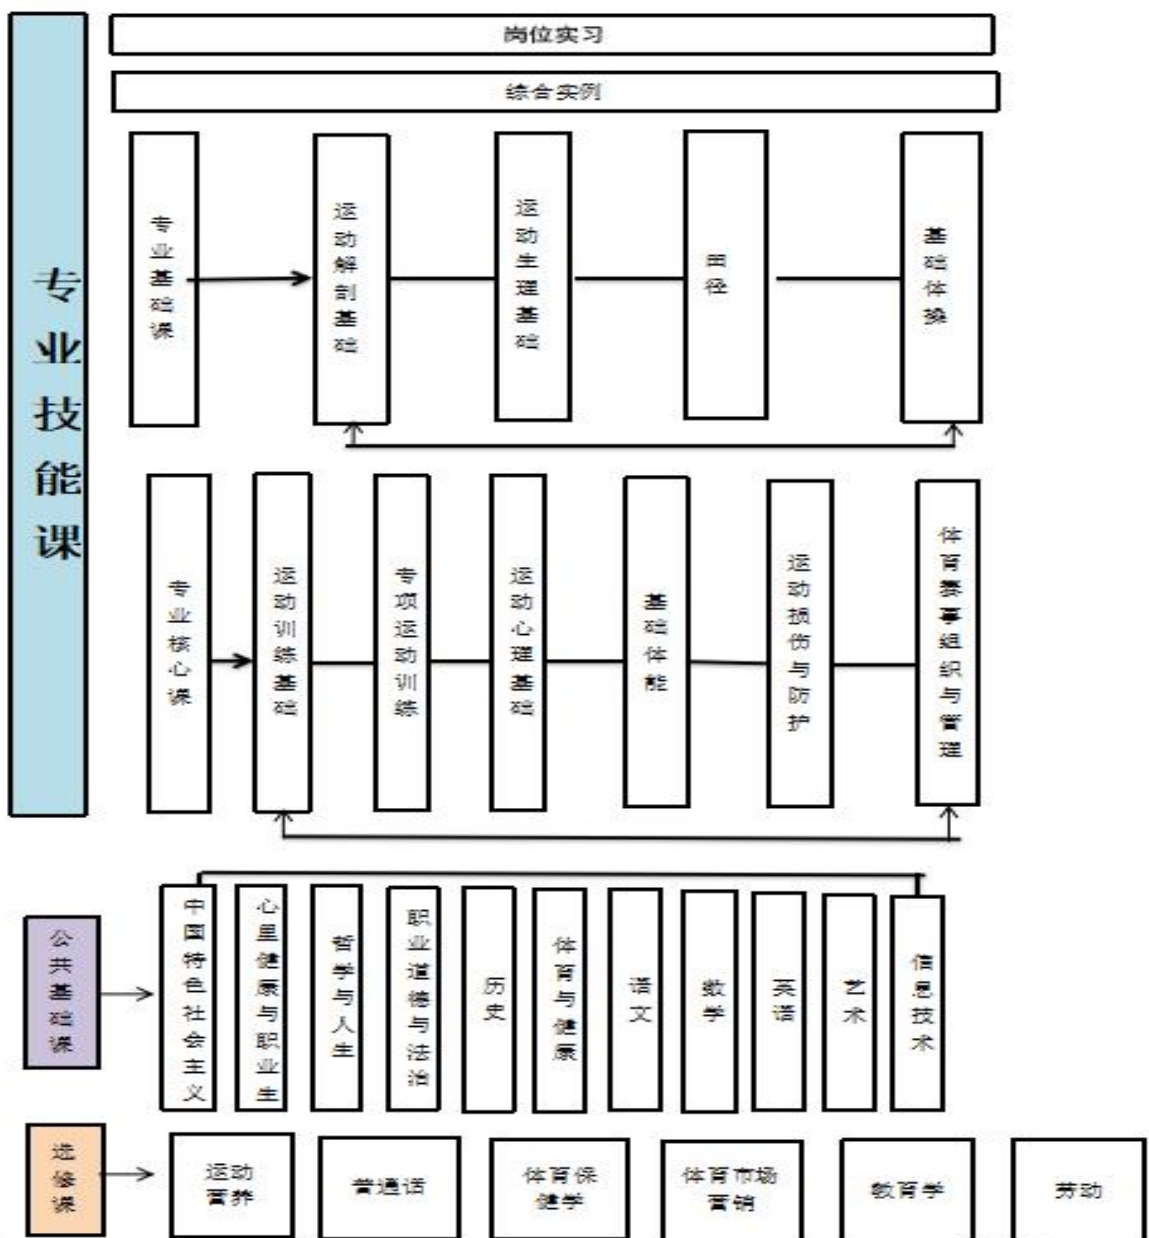 专业技能课
岗位实习
综合实例
专业基础课
运动解剖基础
运动生理基础
田径
基础体操
专业核心课
运动训练基础
专项运动训练
运动心理基础
基础体能
运动损伤与防护
体育赛事组织与管理
公共基础课
中国特色社会主义
心里健康与职业生
哲学与人生
职业道德与法治
历史
体育与健康
语文
数学
英语
艺术
信息技术
选修课
运动
营养
普通话
体育保
健学
体育市场
营销
教育学
劳动